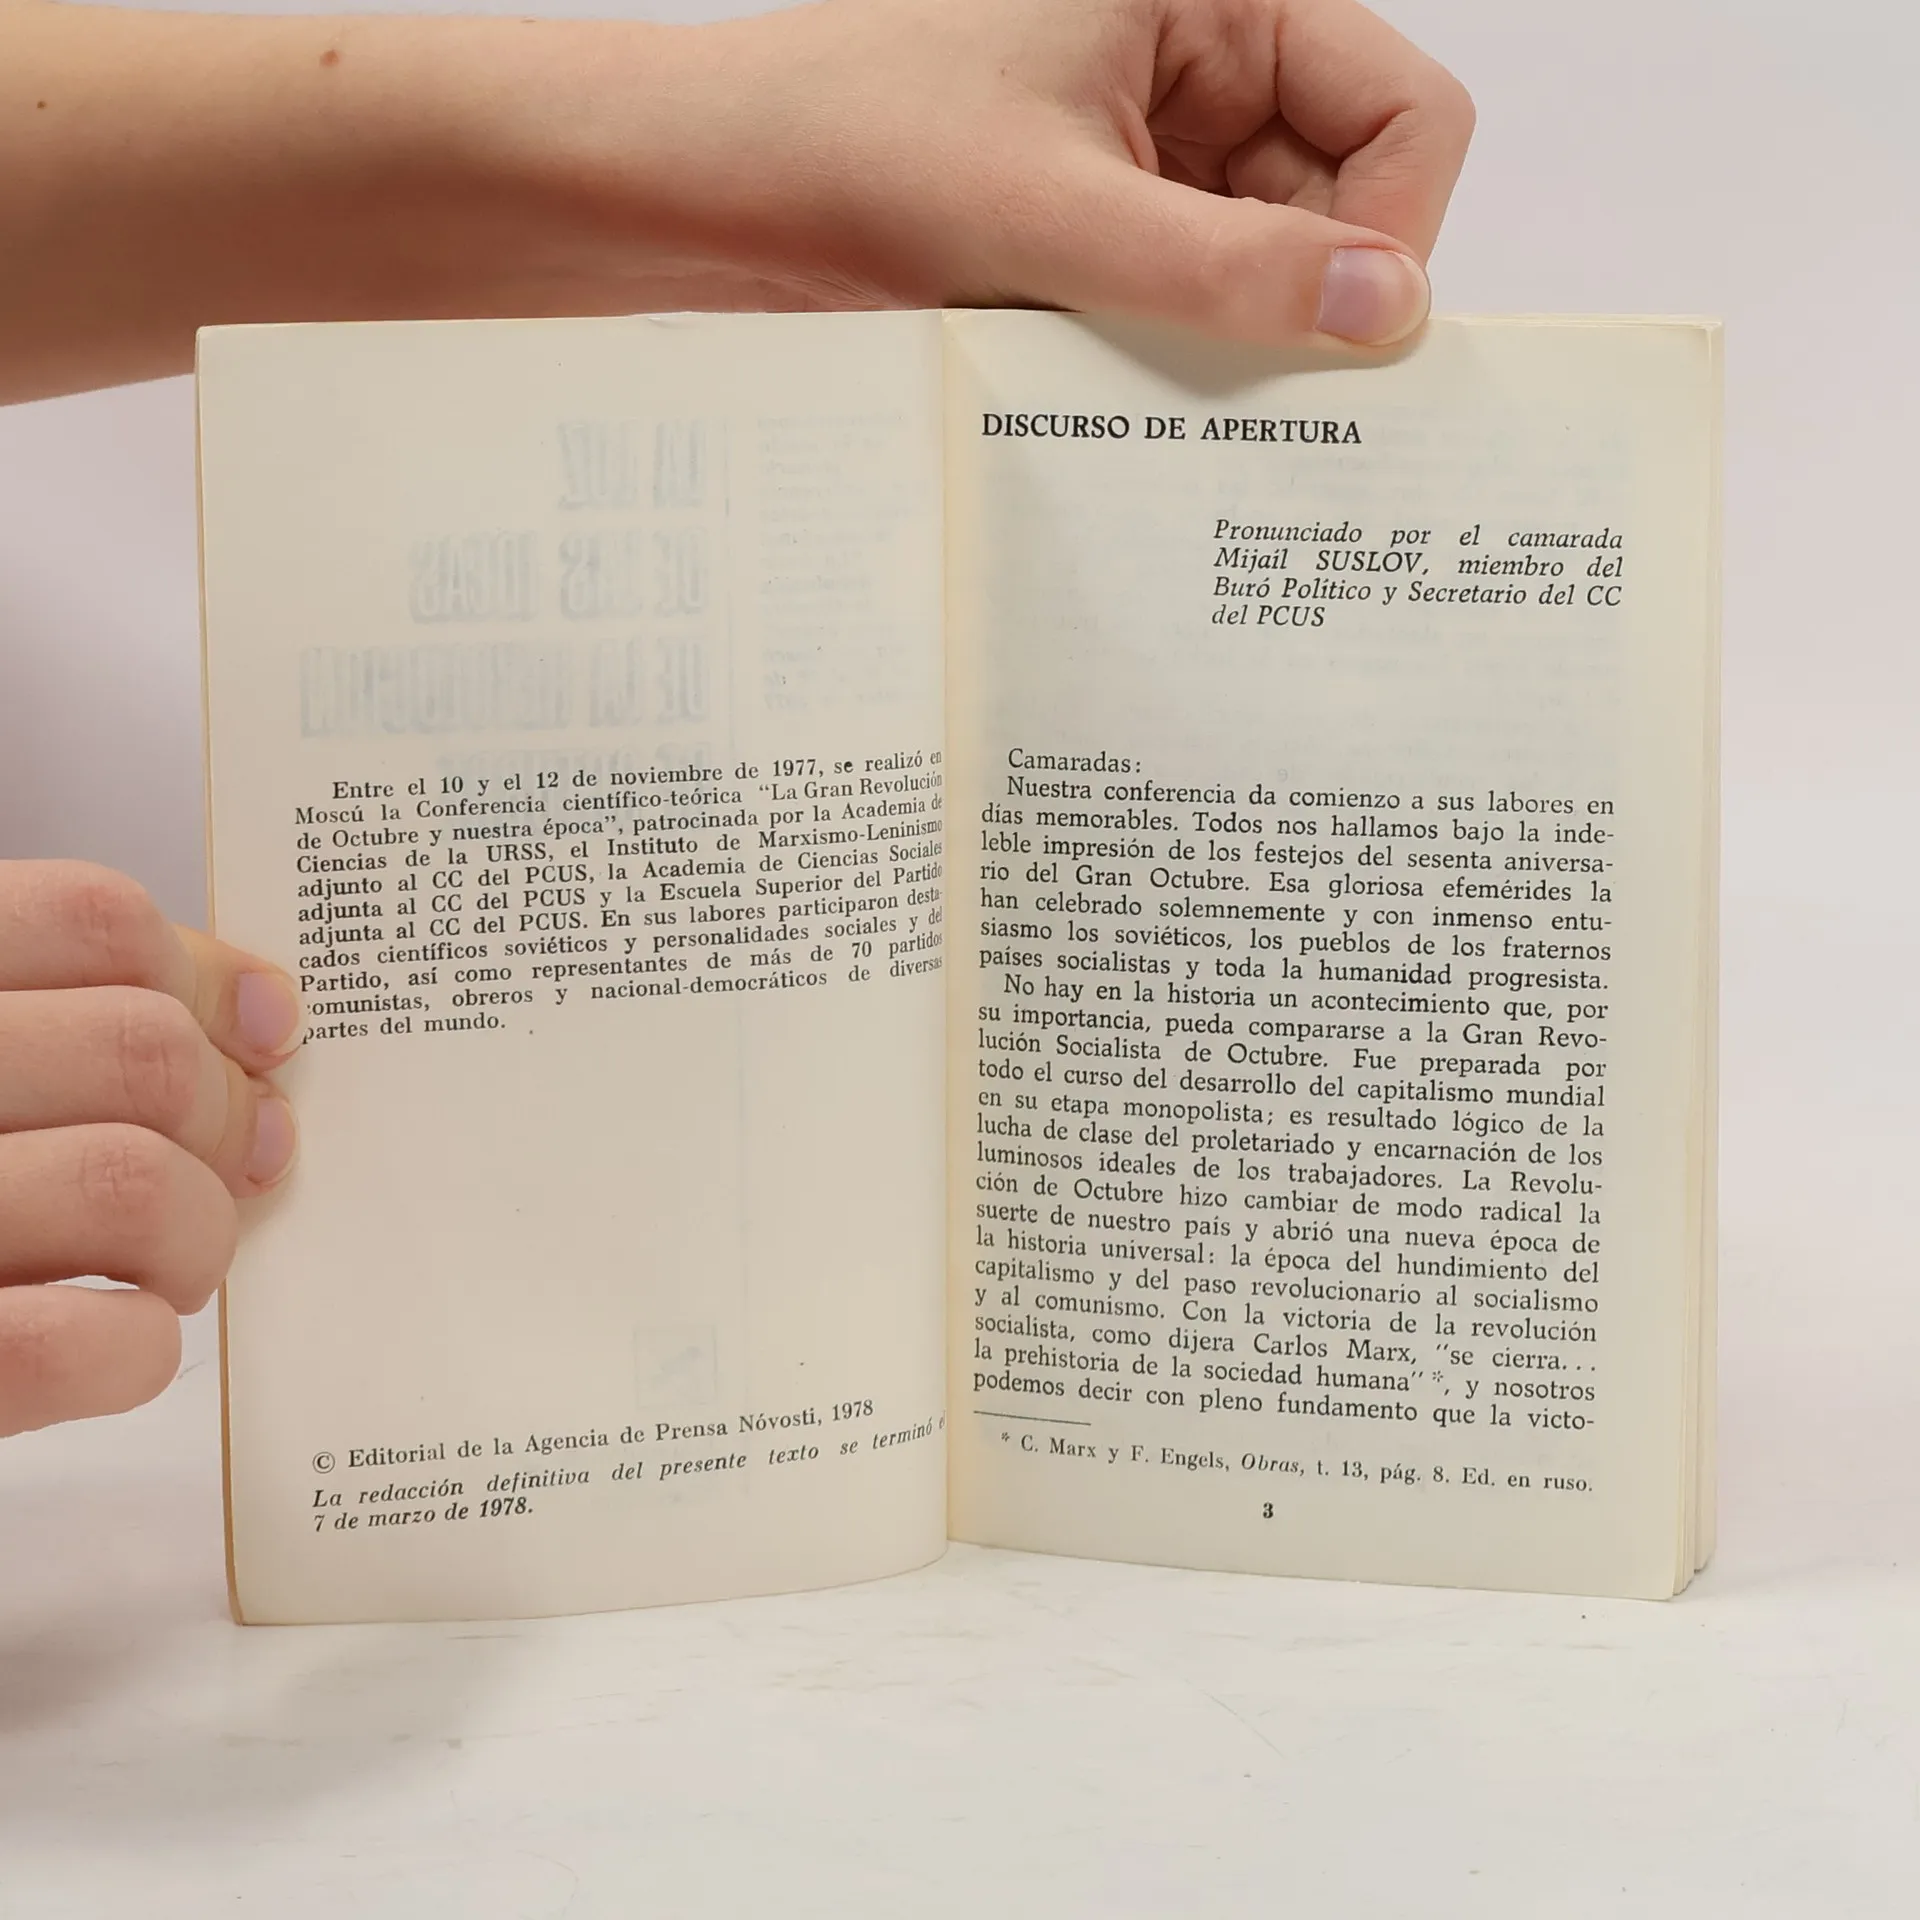 Entre el 10 y el 12 de noviembre de 1977, se realizó en
Moscú la Conferencia científico-teórica “La Gran Revolución
de Octubre y nuestra época”, patrocinada por la Academia de
Ciencias de la URSS, el Instituto de Marxismo-Leninismo
adjunto al CC del PCUS, la Academia de Ciencias Sociales
adjunta al CC del PCUS y la Escuela Superior del Partido
adjunta al CC del PCUS. En sus labores participaron desta-
cados científicos soviéticos y personalidades sociales y del
Partido, así como representantes de más de 70 partidos
comunistas, obreros y nacional-democráticos de diversas
partes del mundo.
© Editorial de la Agencia de Prensa Nóvosti, 1978
La redacción definitiva del presente texto se terminó el
7 de marzo de 1978.
DISCURSO DE APERTURA
Pronunciado por el camarada
Mijaíl SUSLOV, miembro del
Buró Político y Secretario del CC
del PCUS
Camaradas:
Nuestra conferencia da comienzo a sus labores en
días memorables. Todos nos hallamos bajo la inde-
leble impresión de los festejos del sesenta aniversa-
rio del Gran Octubre. Esa gloriosa efemérides la
han celebrado solemnemente y con inmenso entu-
siasmo los soviéticos, los pueblos de los fraternos
países socialistas y toda la humanidad progresista.
No hay en la historia un acontecimiento que, por
su importancia, pueda compararse a la Gran Revo-
lución Socialista de Octubre. Fue preparada por
todo el curso del desarrollo del capitalismo mundial
en su etapa monopolista; es resultado lógico de la
lucha de clase del proletariado y encarnación de los
luminosos ideales de los trabajadores. La Revolu-
ción de Octubre hizo cambiar de modo radical la
suerte de nuestro país y abrió una nueva época de
la historia universal: la época del hundimiento del
capitalismo y del paso revolucionario al socialismo
y al comunismo. Con la victoria de la revolución
socialista, como dijera Carlos Marx, “se cierra...
la prehistoria de la sociedad humana”*, y nosotros
podemos decir con pleno fundamento que la victo-
* C. Marx y F. Engels, Obras, t. 13, pág. 8. Ed. en ruso.
3